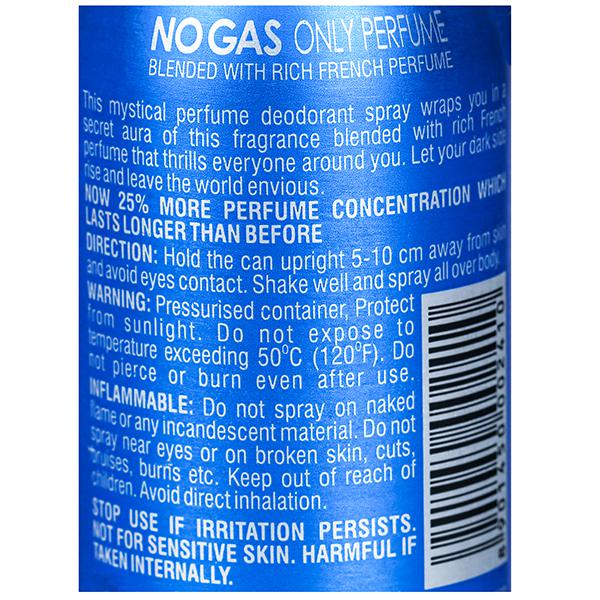 NO GAS ONLY PERFUME
BLENDED WITH RICH FRENCH PERFUME
This mystical perfume deodorant spray wraps you in a
secret aura of this fragrance blended with rich French
perfume that thrills everyone around you. Let your dark side
rise and leave the world envious.
NOW 25% MORE PERFUME CONCENTRATION WHICH
LASTS LONGER THAN BEFORE
DIRECTION: Hold the can upright 5-10 cm away from skin
and avoid eyes contact. Shake well and spray all over body.
WARNING: Pressurised container, Protect
from sunlight. Do not expose to
temperature exceeding 50°C (120°F). Do
not pierce or burn even after use.
INFLAMMABLE: Do not spray on naked
flame or any incandescent material. Do not
spray near eyes or on broken skin, cuts,
bruises, burns etc. Keep out of reach of
children. Avoid direct inhalation.
STOP USE IF IRRITATION PERSISTS.
NOT FOR SENSITIVE SKIN. HARMFUL IF
TAKEN INTERNALLY.
8 901450 002410